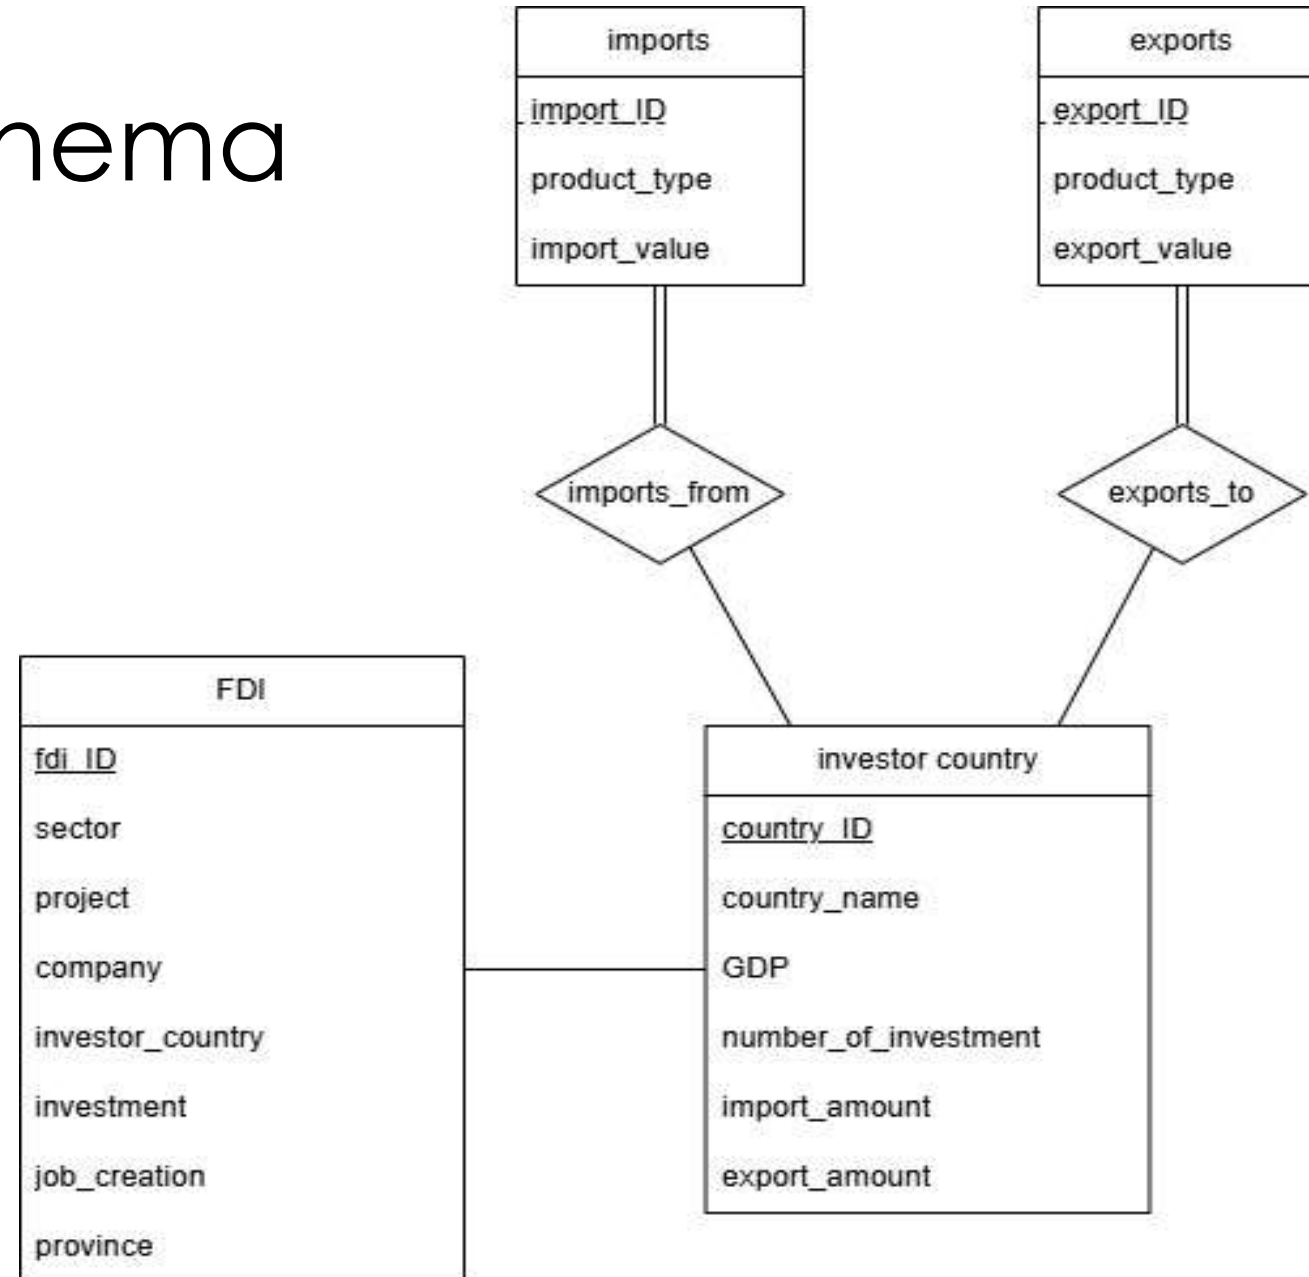 hema
imports
import_ID
product_type
import_value
exports
export_ID
product_type
export_value
imports_from
exports_to
FDI
fdi_ID
sector
project
company
investor_country
investment
job_creation
province
investor country
country_ID
country_name
GDP
number_of_investment
import_amount
export_amount